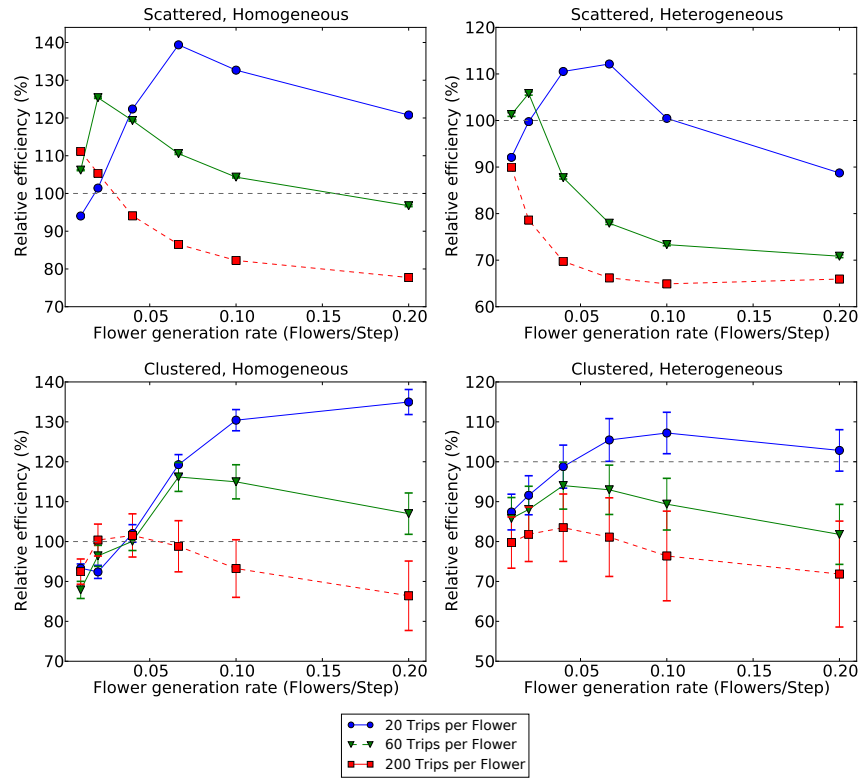 Scattered, Homogeneous
140
130
120
110
100
90
80
70
Relative efficiency (%)
0.05 0.10 0.15 0.20
Flower generation rate (Flowers/Step)
Scattered, Heterogeneous
120
110
100
90
80
70
60
Relative efficiency (%)
0.05 0.10 0.15 0.20
Flower generation rate (Flowers/Step)
Clustered, Homogeneous
140
130
120
110
100
90
80
70
Relative efficiency (%)
0.05 0.10 0.15 0.20
Flower generation rate (Flowers/Step)
Clustered, Heterogeneous
120
110
100
90
80
70
60
50
Relative efficiency (%)
0.05 0.10 0.15 0.20
Flower generation rate (Flowers/Step)
20 Trips per Flower
60 Trips per Flower
200 Trips per Flower